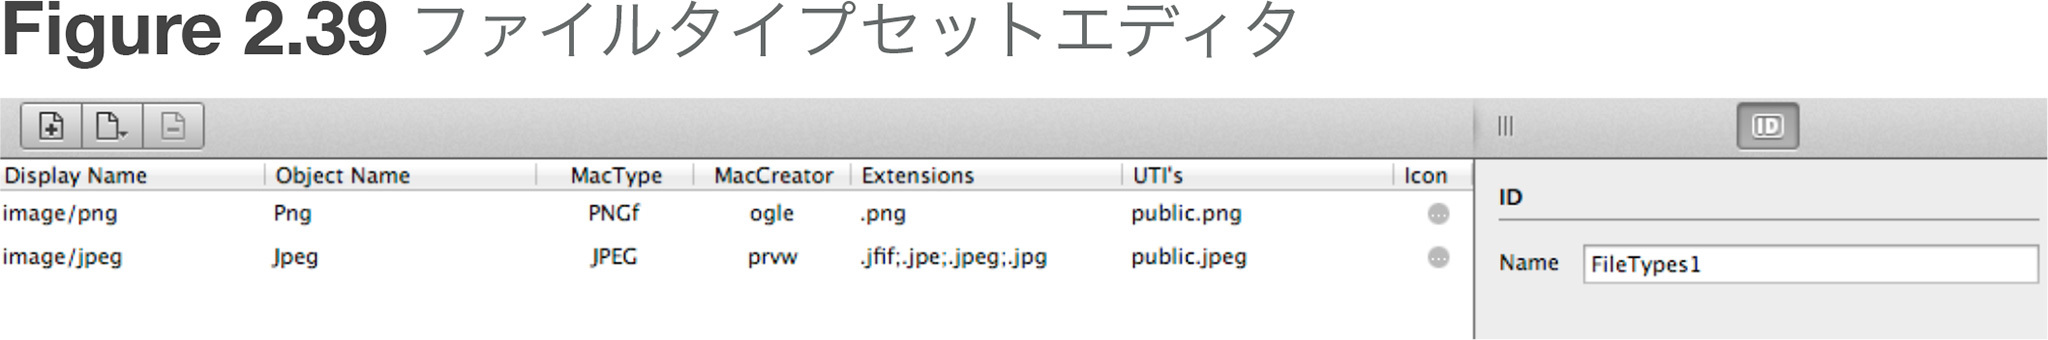 Figure 2.39 ファイルタイプセットエディタ
ID
Display Name Object Name MacType MacCreator Extensions UTI's Icon
image/png Png PNGf ogle .png public.png
image/jpeg Jpeg JPEG prvw .jfif;.jpe;.jpeg;.jpg public.jpeg
ID
Name FileTypes1